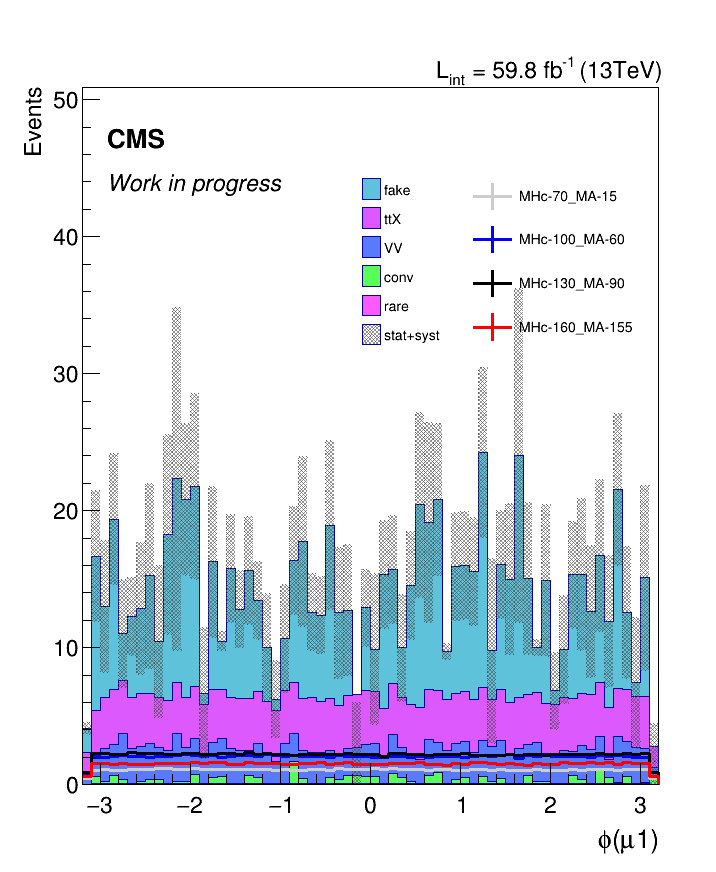 L_int = 59.8 fb^-1 (13TeV)
Events
50
CMS
Work in progress
fake
ttX
VV
conv
rare
stat+syst
MHc-70_MA-15
MHc-100_MA-60
MHc-130_MA-90
MHc-160_MA-155
40
30
20
10
0
−3 −2 −1 0 1 2 3
ϕ(μ1)